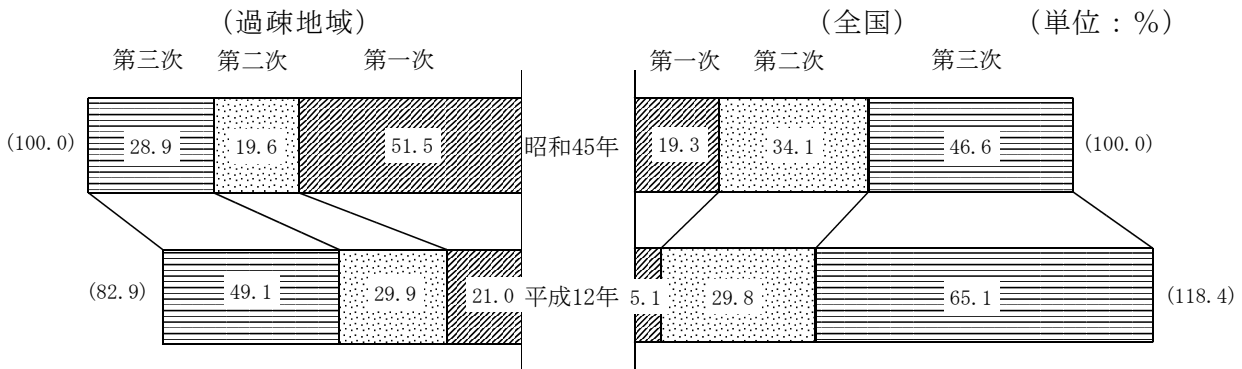 (過疎地域) (全国) (単位：%)
第三次 第二次 第一次 第一次 第二次 第三次
(100.0) 28.9 19.6 51.5 昭和45年 19.3 34.1 46.6 (100.0)
(82.9) 49.1 29.9 21.0 平成12年 5.1 29.8 65.1 (118.4)